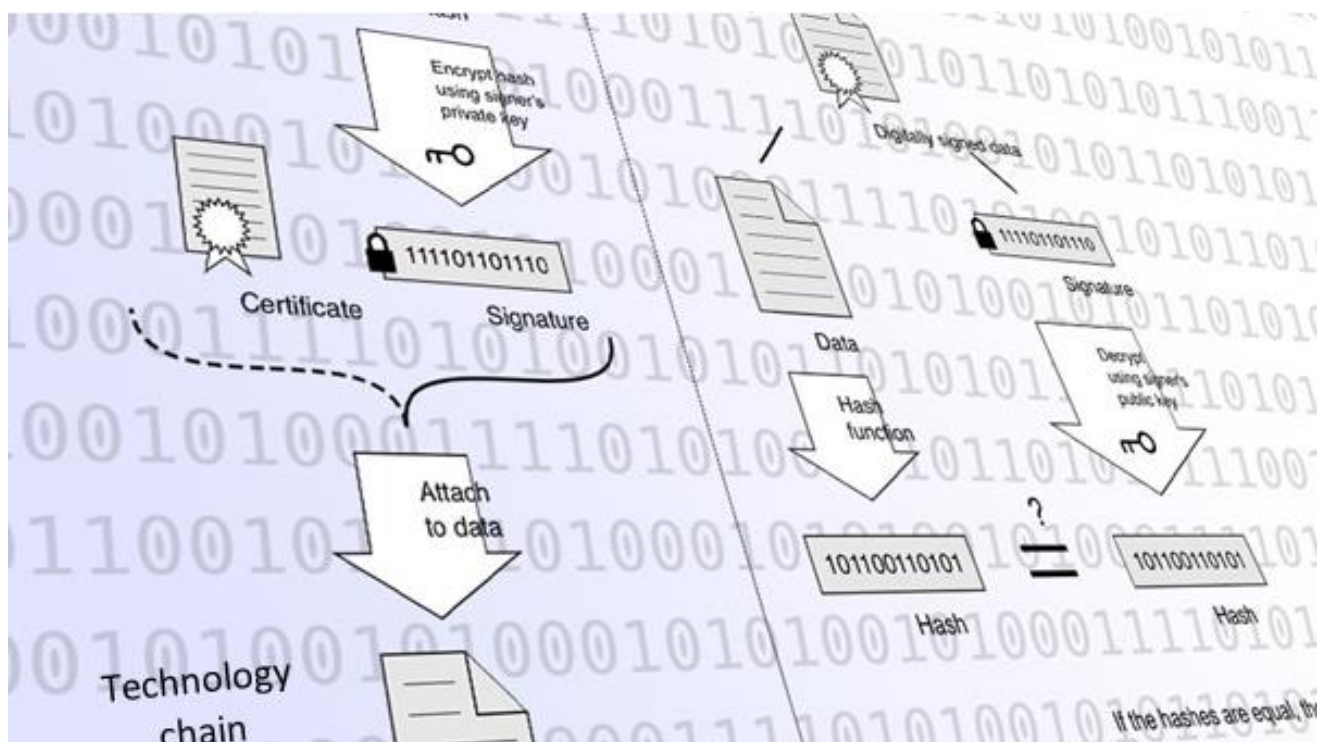 Encrypt hash
using signer's
private key
111101101110
Certificate
Signature
Attach
to data
Technology
chain
Digitally signed data
111101101110
Signature
Data
Hash
function
Decrypt
using signer's
public key
?
=
101100110101
101100110101
Hash
Hash
If the hashes are equal, the